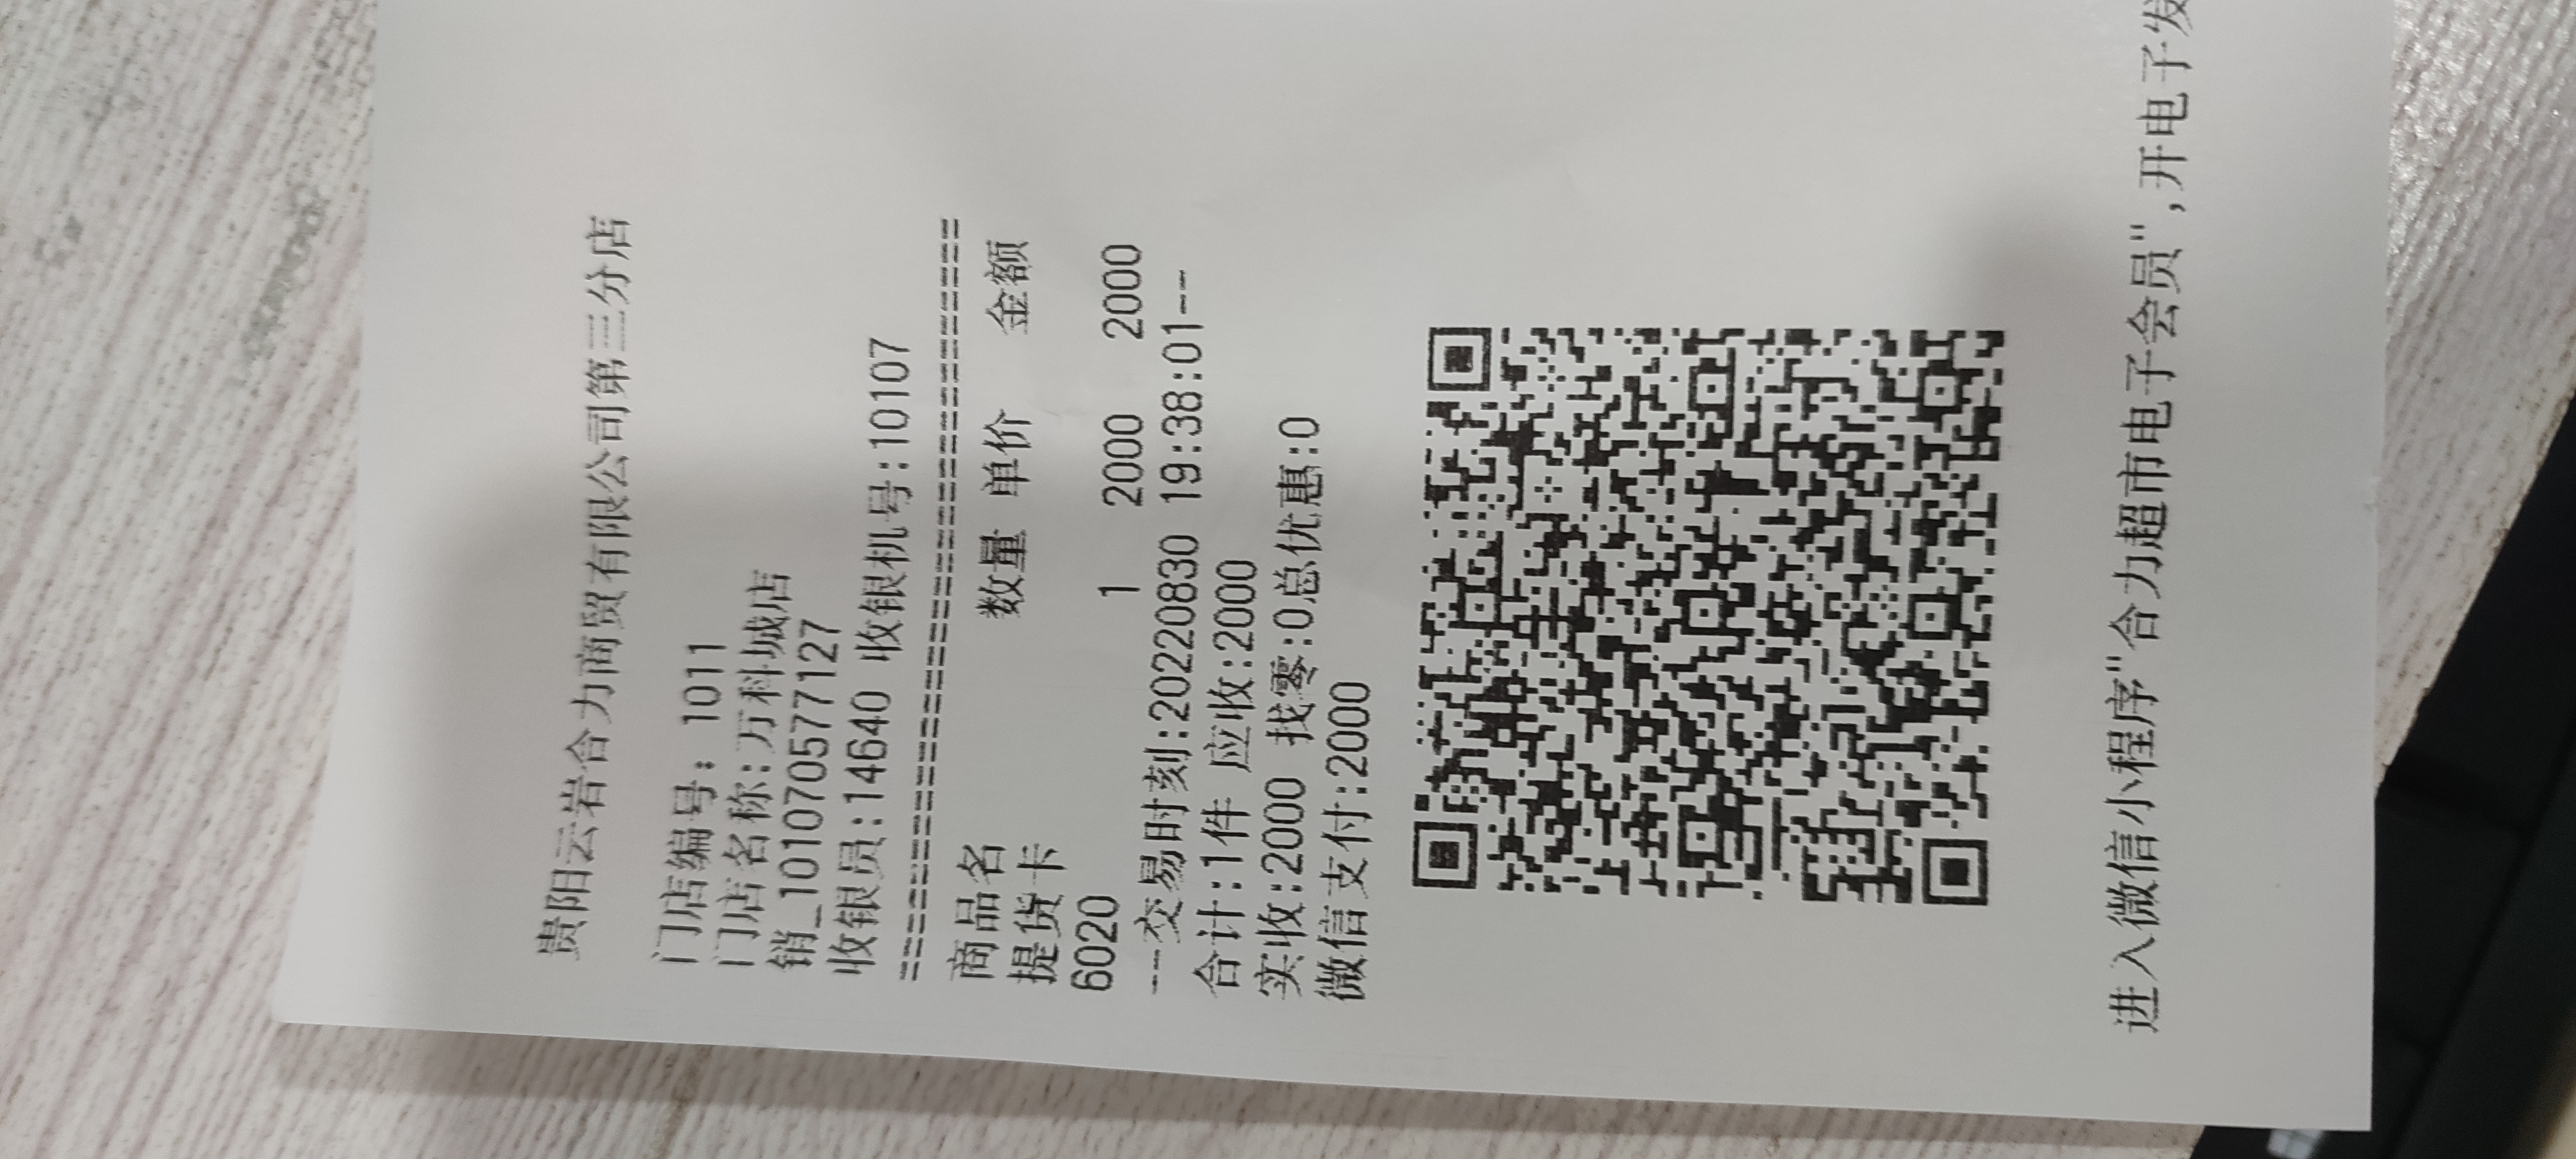 贵阳云岩合力商贸有限公司第三分店
门店编号: 1011
门店名称:万科城店
销_1010705771​27
收银员:14640 收银机号:10107
==========================================
商品名 数量 单价 金额
提货卡
6020 1 2000 2000
---交易时刻:20220830 19:38:01---
合计:1件 应收:2000
实收:2000 找零:0总优惠:0
微信支付:2000
进入微信小程序"合力超市电子会员",开电子发